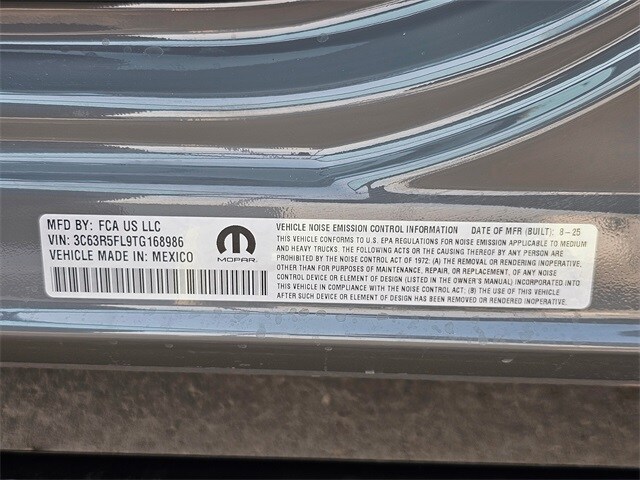 MFD BY: FCA US LLC
VIN: 3C63R5FL9TG168986
VEHICLE MADE IN: MEXICO
MOPAR
VEHICLE NOISE EMISSION CONTROL INFORMATION DATE OF MFR (BUILT): 8-25
THIS VEHICLE CONFORMS TO U.S. EPA REGULATIONS FOR NOISE EMISSION APPLICABLE TO MEDIUM
AND HEAVY TRUCKS. THE FOLLOWING ACTS OR THE CAUSING THEREOF BY ANY PERSON ARE
PROHIBITED BY THE NOISE CONTROL ACT OF 1972: (A) THE REMOVAL OR RENDERING INOPERATIVE,
OTHER THAN FOR PURPOSES OF MAINTENANCE, REPAIR, OR REPLACEMENT, OF ANY NOISE
CONTROL DEVICE OR ELEMENT OF DESIGN (LISTED IN THE OWNER'S MANUAL) INCORPORATED INTO
THIS VEHICLE IN COMPLIANCE WITH THE NOISE CONTROL ACT; (B) THE USE OF THIS VEHICLE
AFTER SUCH DEVICE OR ELEMENT OF DESIGN HAS BEEN REMOVED OR RENDERED INOPERATIVE.